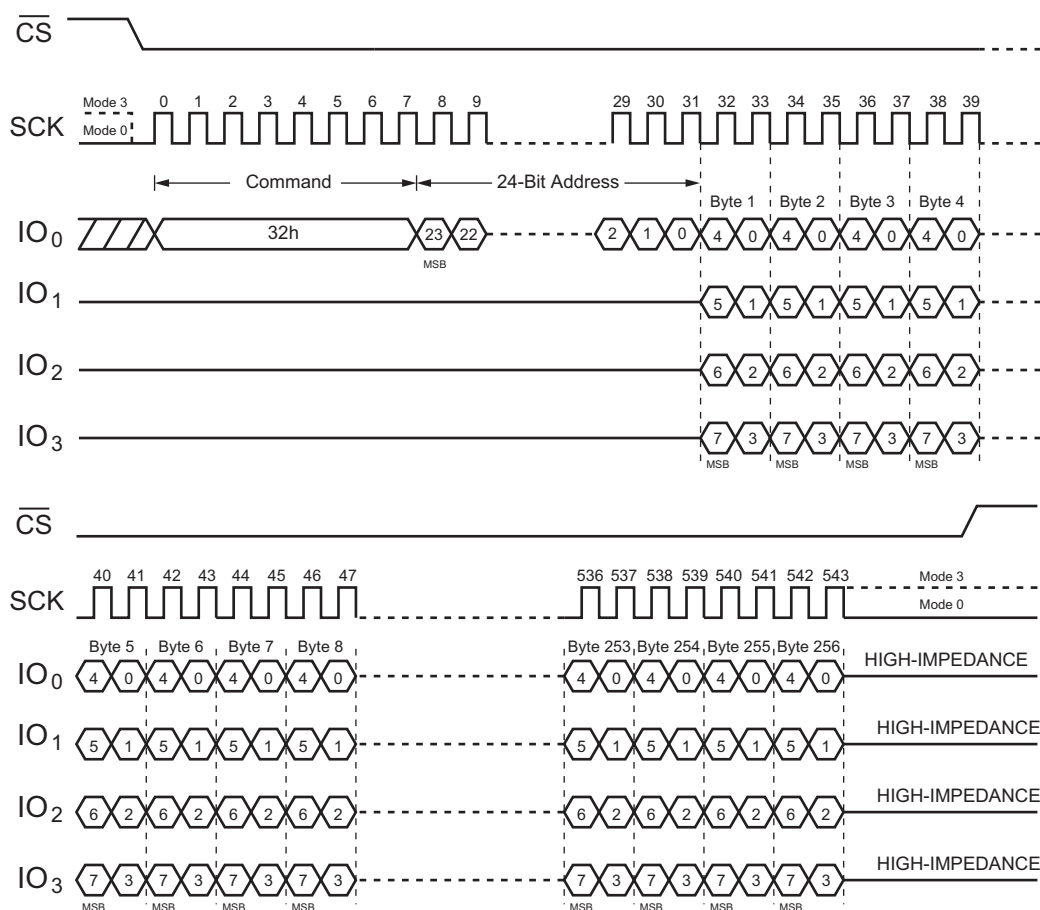 CS
Mode 3
0 1 2 3 4 5 6 7 8 9 29 30 31 32 33 34 35 36 37 38 39
SCK
Mode 0
Command 24-Bit Address
Byte 1 Byte 2 Byte 3 Byte 4
IO0 32h 23 22 2 1 0 4 0 4 0 4 0 4 0
MSB
IO1 5 1 5 1 5 1 5 1
IO2 6 2 6 2 6 2 6 2
IO3 7 3 7 3 7 3 7 3
MSB MSB MSB MSB
CS
40 41 42 43 44 45 46 47 536 537 538 539 540 541 542 543 Mode 3
SCK Mode 0
Byte 5 Byte 6 Byte 7 Byte 8 Byte 253 Byte 254 Byte 255 Byte 256
IO0 4 0 4 0 4 0 4 0 4 0 4 0 4 0 4 0 HIGH-IMPEDANCE
IO1 5 1 5 1 5 1 5 1 5 1 5 1 5 1 5 1 HIGH-IMPEDANCE
IO2 6 2 6 2 6 2 6 2 6 2 6 2 6 2 6 2 HIGH-IMPEDANCE
IO3 7 3 7 3 7 3 7 3 7 3 7 3 7 3 7 3 HIGH-IMPEDANCE
MSB MSB MSB MSB MSB MSB MSB MSB